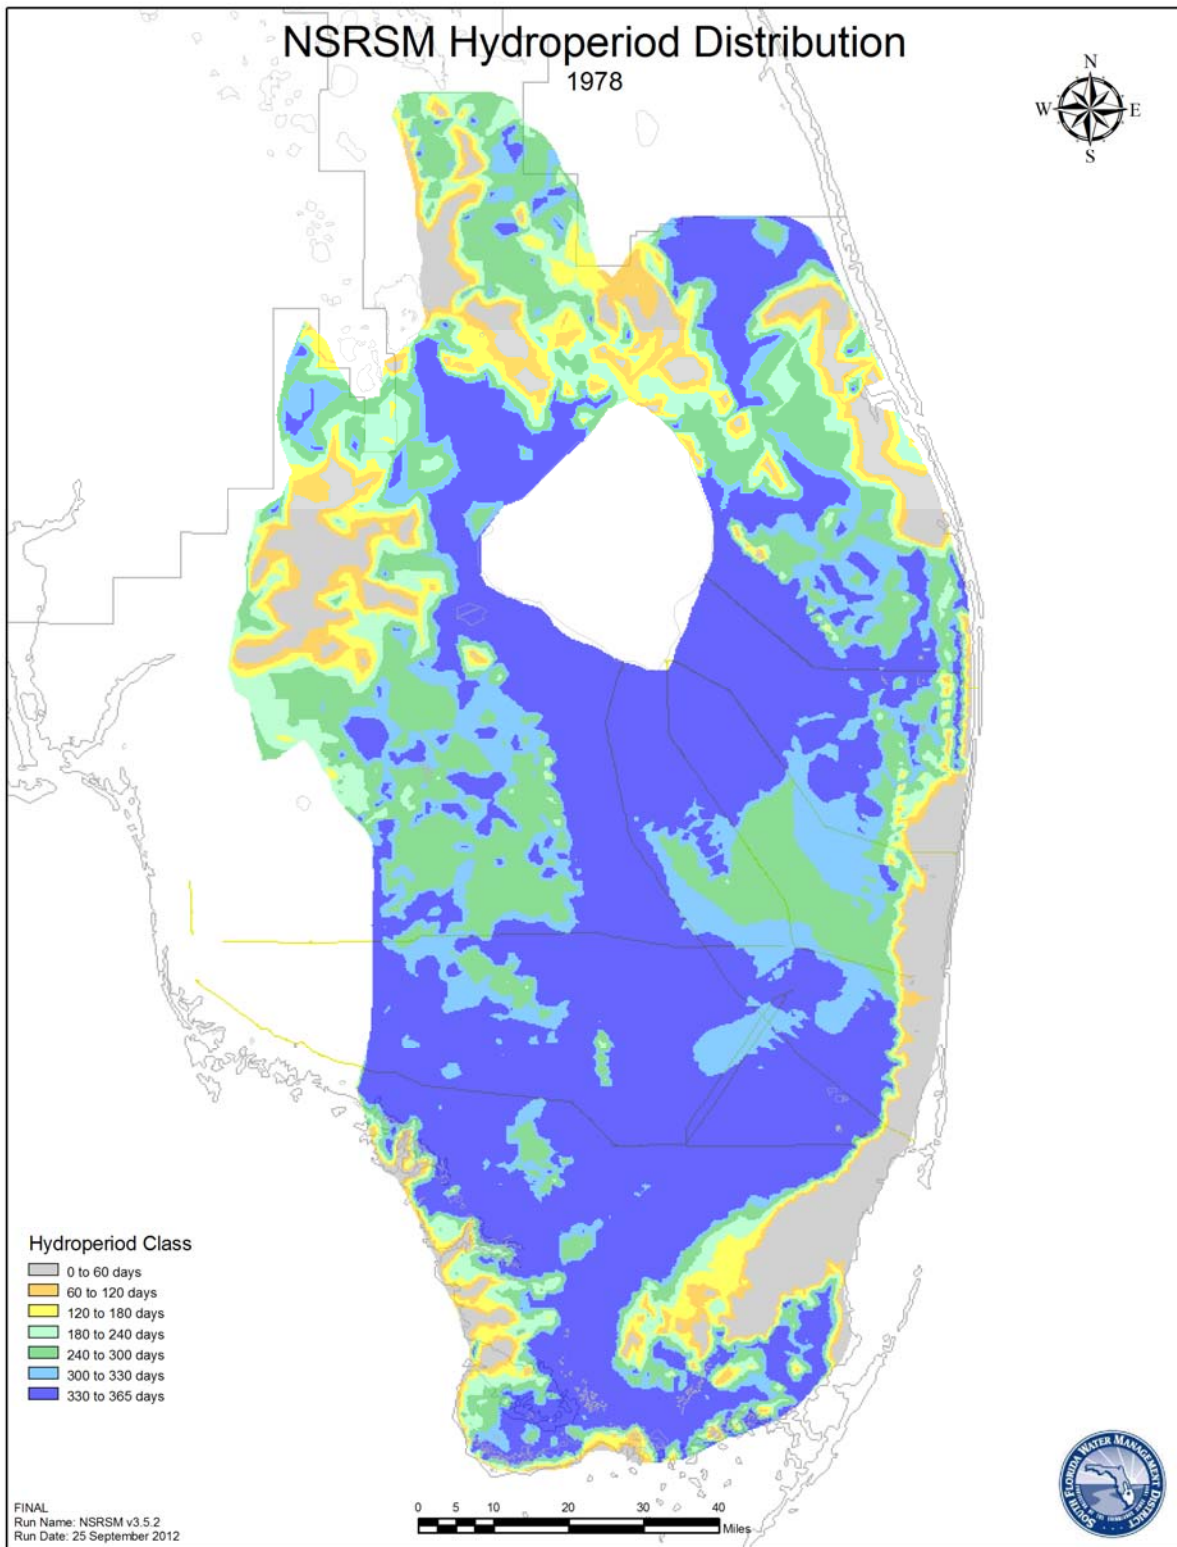 NSRSM Hydroperiod Distribution
1978
N
W E
S
Hydroperiod Class
0 to 60 days
60 to 120 days
120 to 180 days
180 to 240 days
240 to 300 days
300 to 330 days
330 to 365 days
FINAL
Run Name: NSRSM v3.5.2
Run Date: 25 September 2012
0 5 10 20 30 40
Miles
SOUTH FLORIDA WATER MANAGEMENT DISTRICT